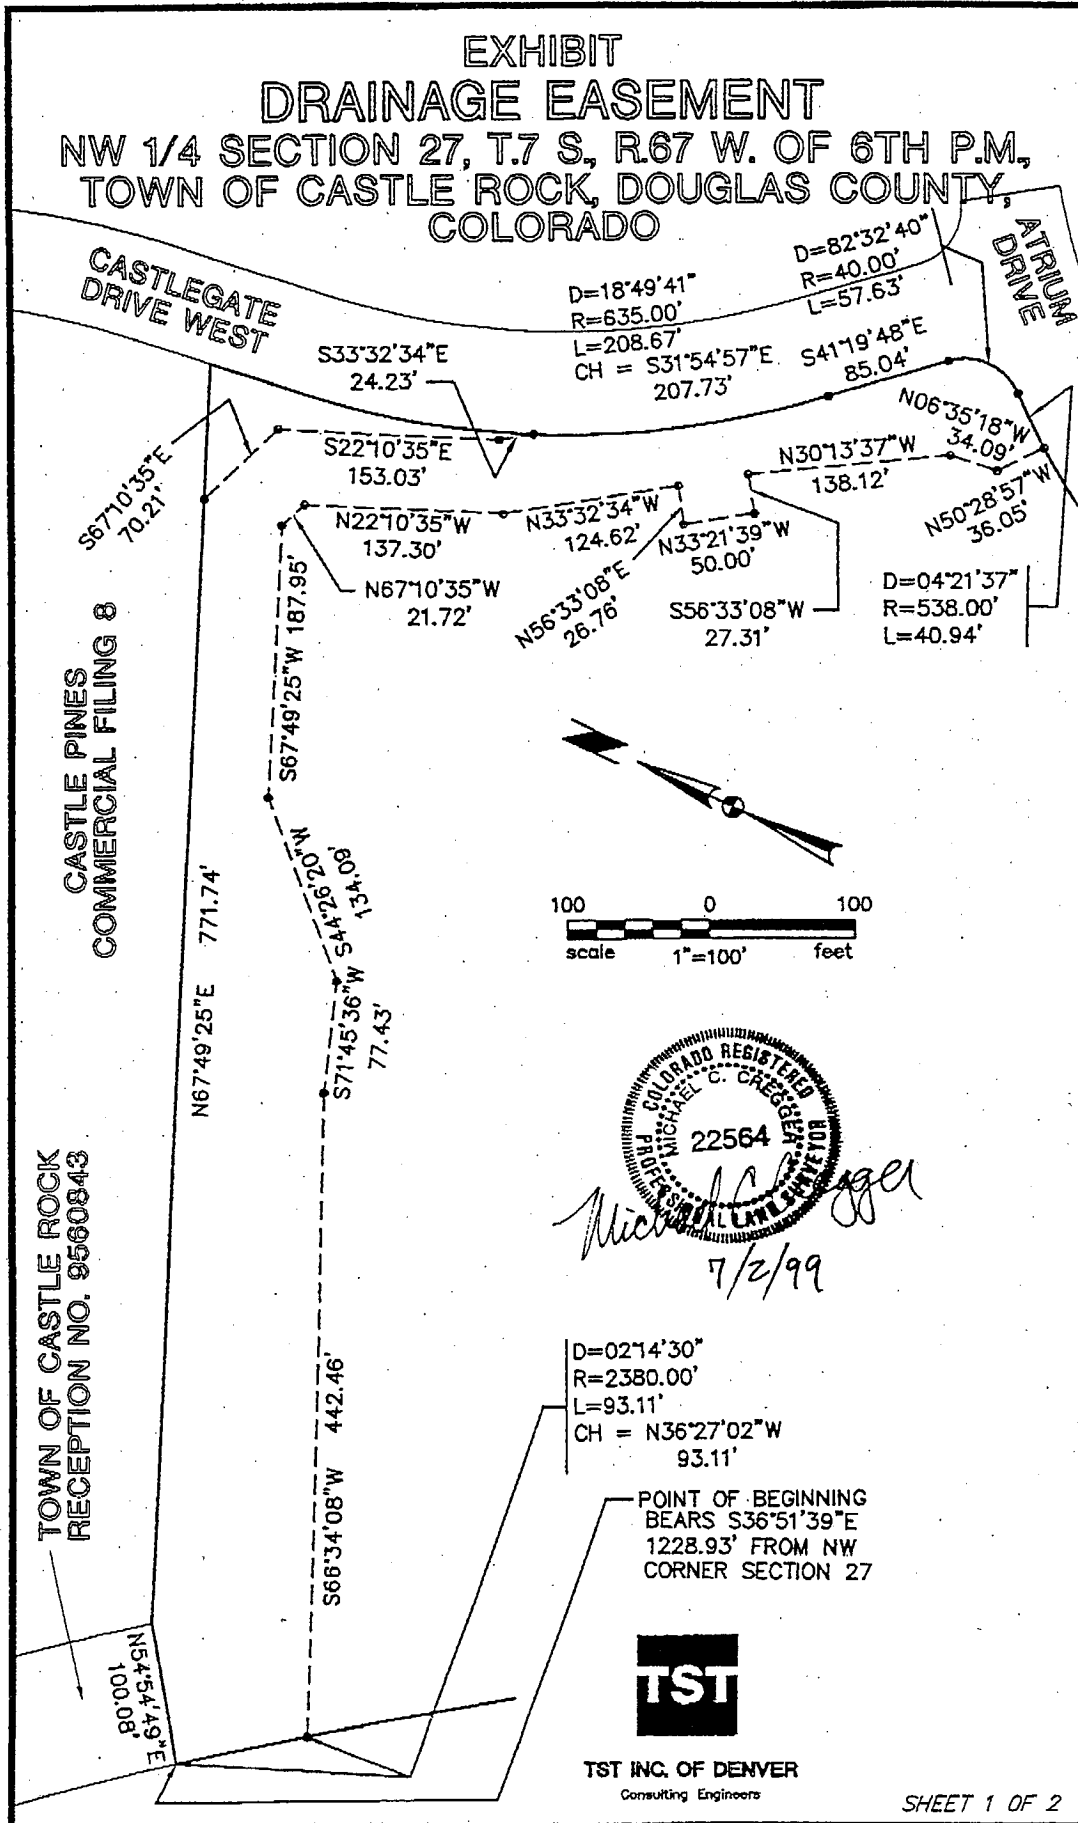 EXHIBIT
DRAINAGE EASEMENT
NW 1/4 SECTION 27, T.7 S., R.67 W. OF 6TH P.M.,
TOWN OF CASTLE ROCK, DOUGLAS COUNTY,
COLORADO
CASTLEGATE
DRIVE WEST
ATRIUM
DRIVE
D=82°32'40"
R=40.00'
L=57.63'
D=18°49'41"
R=635.00'
L=208.67'
CH = S31°54'57"E
207.73'
S41°19'48"E
85.04'
S33°32'34"E
24.23'
S67°10'35"E
70.21'
S22°10'35"E
153.03'
N22°10'35"W
137.30'
N67°10'35"W
21.72'
N33°32'34"W
124.62'
N56°33'08"E
26.76'
N33°21'39"W
50.00'
S56°33'08"W
27.31'
N30°13'37"W
138.12'
N06°35'18"W
34.09'
N50°28'57"W
36.05'
D=04°21'37"
R=538.00'
L=40.94'
S67°49'25"W 187.95'
CASTLE PINES
COMMERCIAL FILING 8
S44°26'20"W
134.09'
S71°45'36"W
77.43'
N67°49'25"E 771.74'
100 0 100
scale 1"=100' feet
COLORADO REGISTERED
MICHAEL C. CREGGER
22564
PROFESSIONAL LAND SURVEYOR
Michael C Cregger
7/2/99
TOWN OF CASTLE ROCK
RECEPTION NO. 9560843
S66°34'08"W 442.46'
D=02°14'30"
R=2380.00'
L=93.11'
CH = N36°27'02"W
93.11'
POINT OF BEGINNING
BEARS S36°51'39"E
1228.93' FROM NW
CORNER SECTION 27
N54°54'49"E
100.08'
TST
TST INC. OF DENVER
Consulting Engineers
SHEET 1 OF 2